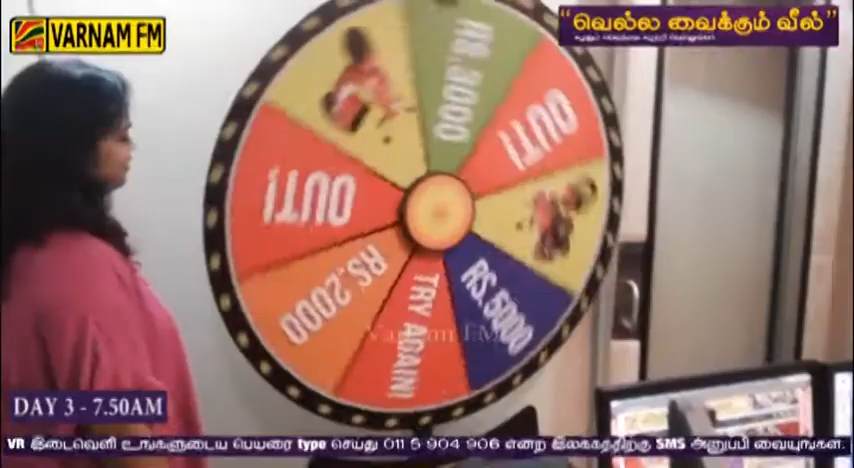 VARNAM FM
“வெல்ல வைக்கும் வீல்”
RS.3000
OUT!
OUT!
RS.5000
RS.2000
TRY AGAIN!
Varnam FM
DAY 3 - 7.50AM
VR இடைவெளி உங்களுடைய பெயரை type செய்து 011 5 904 906 என்ற இலக்கத்திற்கு SMS அனுப்பி வையுங்கள்.